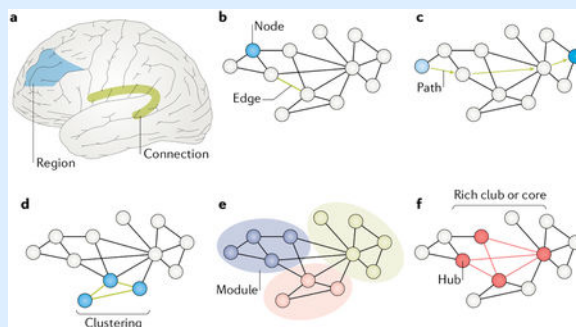 a
Region
Connection
b
Node
Edge
c
Path
d
Clustering
e
Module
f
Rich club or core
Hub